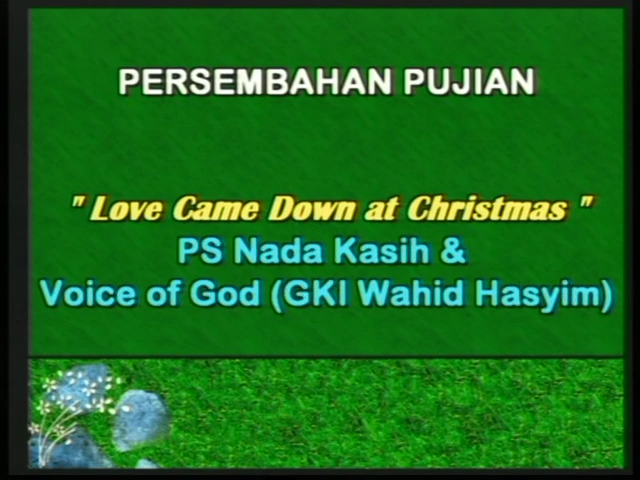 PERSEMBAHAN PUJIAN
" Love Came Down at Christmas "
PS Nada Kasih &
Voice of God (GKI Wahid Hasyim)